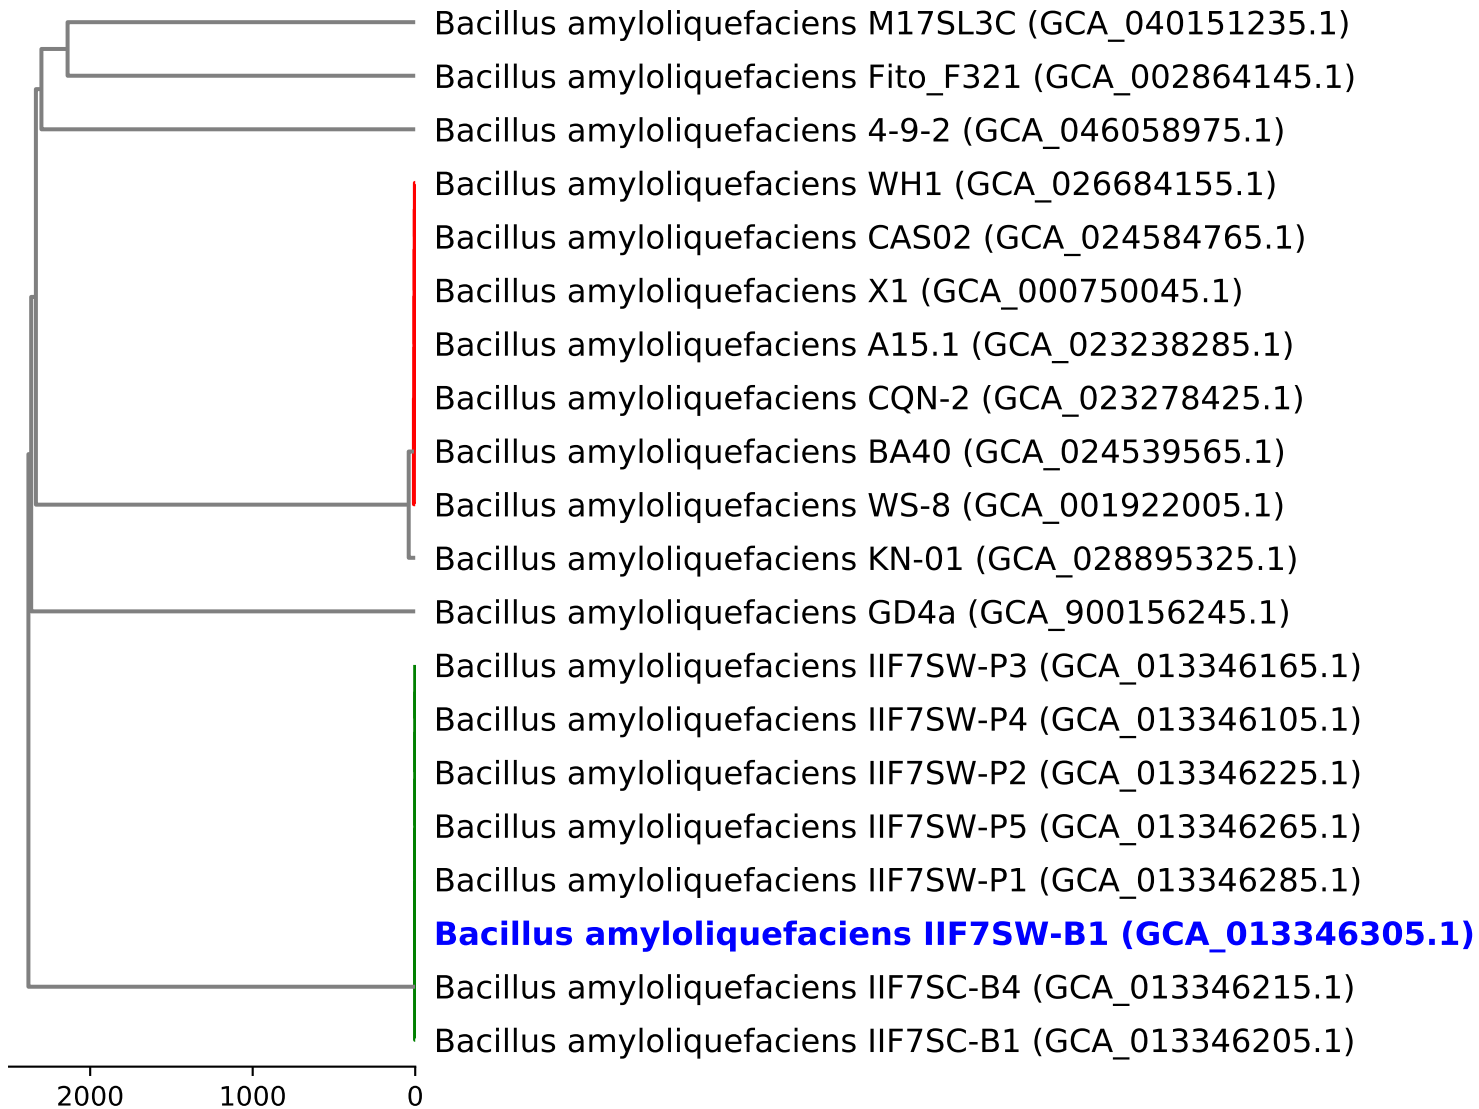 Bacillus amyloliquefaciens M17SL3C (GCA_040151235.1)
Bacillus amyloliquefaciens Fito_F321 (GCA_002864145.1)
Bacillus amyloliquefaciens 4-9-2 (GCA_046058975.1)
Bacillus amyloliquefaciens WH1 (GCA_026684155.1)
Bacillus amyloliquefaciens CAS02 (GCA_024584765.1)
Bacillus amyloliquefaciens X1 (GCA_000750045.1)
Bacillus amyloliquefaciens A15.1 (GCA_023238285.1)
Bacillus amyloliquefaciens CQN-2 (GCA_023278425.1)
Bacillus amyloliquefaciens BA40 (GCA_024539565.1)
Bacillus amyloliquefaciens WS-8 (GCA_001922005.1)
Bacillus amyloliquefaciens KN-01 (GCA_028895325.1)
Bacillus amyloliquefaciens GD4a (GCA_900156245.1)
Bacillus amyloliquefaciens IIF7SW-P3 (GCA_013346165.1)
Bacillus amyloliquefaciens IIF7SW-P4 (GCA_013346105.1)
Bacillus amyloliquefaciens IIF7SW-P2 (GCA_013346225.1)
Bacillus amyloliquefaciens IIF7SW-P5 (GCA_013346265.1)
Bacillus amyloliquefaciens IIF7SW-P1 (GCA_013346285.1)
Bacillus amyloliquefaciens IIF7SW-B1 (GCA_013346305.1)
Bacillus amyloliquefaciens IIF7SC-B4 (GCA_013346215.1)
Bacillus amyloliquefaciens IIF7SC-B1 (GCA_013346205.1)
2000 1000 0